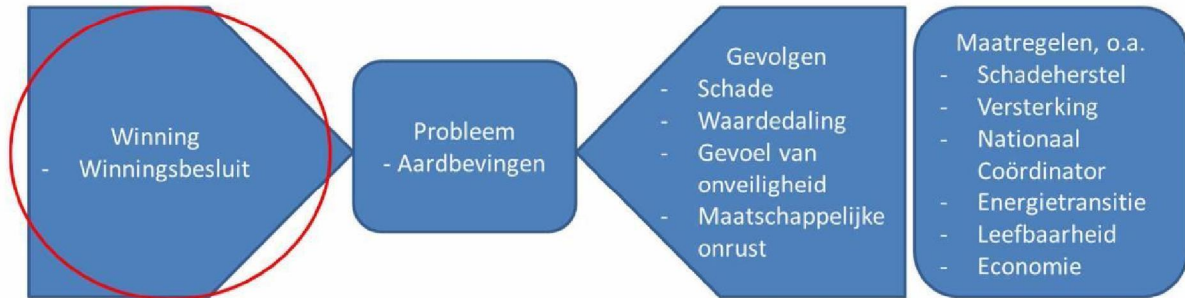 Winning
- Winningsbesluit
Probleem
- Aardbevingen
Gevolgen
- Schade
- Waardedaling
- Gevoel van
onveiligheid
- Maatschappelijke
onrust
Maatregelen, o.a.
- Schadeherstel
- Versterking
- Nationaal
Coördinator
- Energietransitie
- Leefbaarheid
- Economie